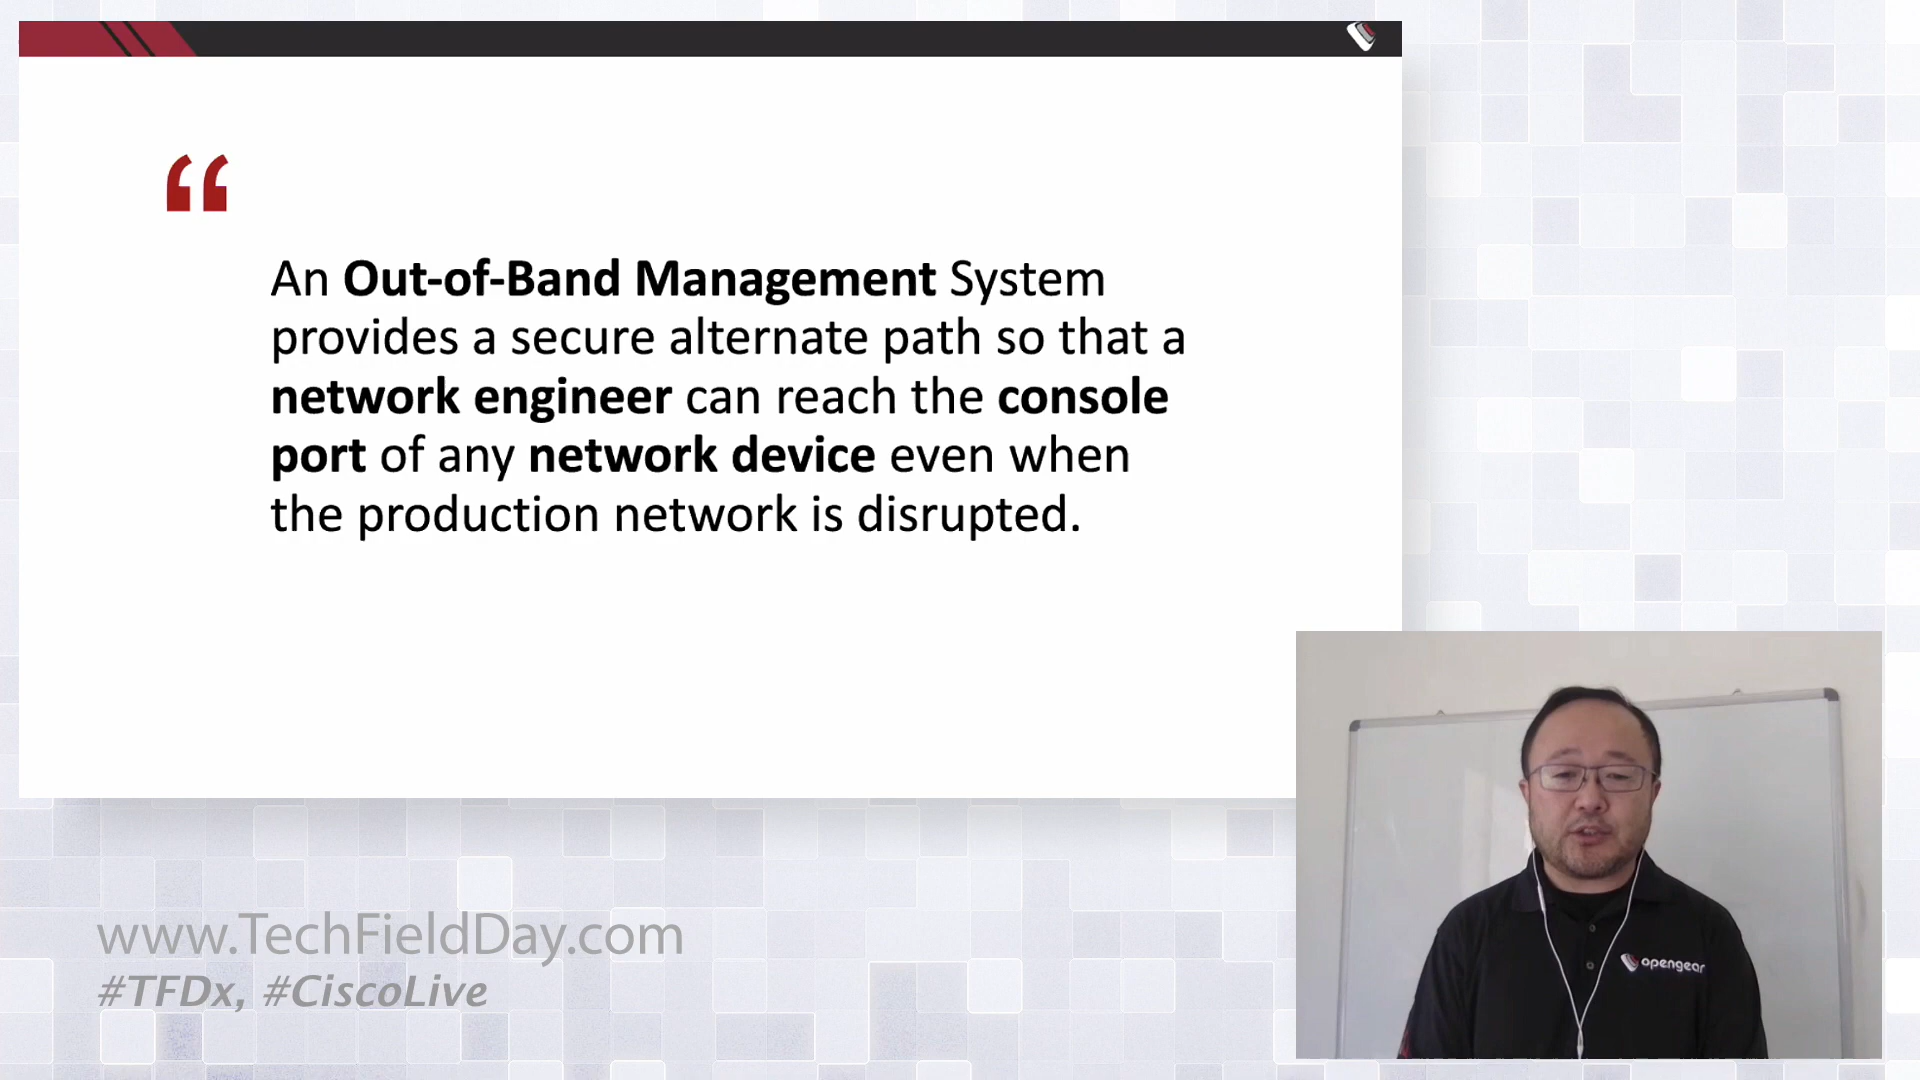 “
An Out-of-Band Management System
provides a secure alternate path so that a
network engineer can reach the console
port of any network device even when
the production network is disrupted.
opengear
www.TechFieldDay.com
#TFDx, #CiscoLive